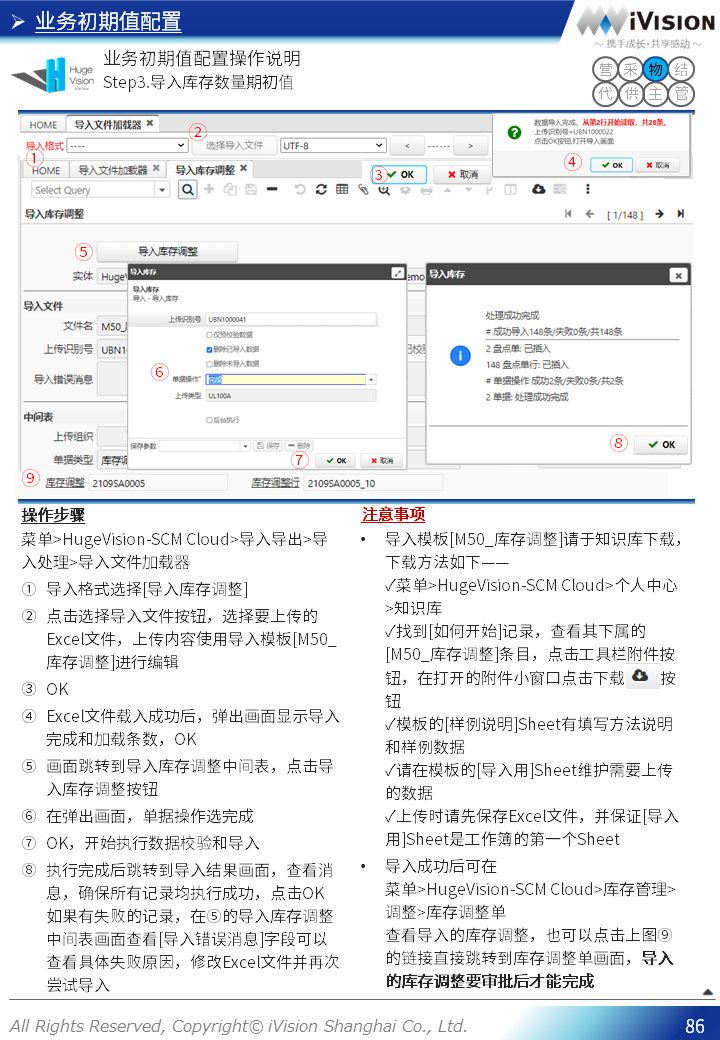 业务初期值配置
iVISION
～携手成长·共享感动～
业务初期值配置操作说明
Step3.导入库存数量期初值
Huge
Vision
营 采 物 结
代 供 主 管
HOME 导入文件加载器
导入格式 ---- ② 选择导入文件 UTF-8 < ------ >
①
数据导入完成。从第2行开始读取，共28条。
上传识别号=UBN1000022
点击OK按钮打开导入画面
④ OK 取消
HOME 导入文件加载器 导入库存调整
③ OK 取消
Select Query
导入库存调整
[ 1/148 ]
⑤ 导入库存调整
实体
导入文件
文件名
上传识别号
导入错误消息
中间表
上传组织
单据类型
导入库存
导入库存
导入 - 导入库存
上传识别号 UBN1000041
仅预校验数据
删除已导入数据
删除未导入数据
⑥ 单据操作*
上传类型 UL100A
后台执行
保存参数 保存 删除
⑦ OK 取消
导入库存
处理成功完成
# 成功导入148条/失败0条/共148条
2 盘点单: 已插入
148 盘点单行: 已插入
# 单据操作 成功2条/失败0条/共2条
2 单据: 处理成功完成
⑧ OK
⑨ 库存调整 2109SA0005 库存调整行 2109SA0005_10
操作步骤
菜单>HugeVision-SCM Cloud>导入导出>导
入处理>导入文件加载器
① 导入格式选择[导入库存调整]
② 点击选择导入文件按钮，选择要上传的
Excel文件，上传内容使用导入模板[M50_
库存调整]进行编辑
③ OK
④ Excel文件载入成功后，弹出画面显示导入
完成和加载条数，OK
⑤ 画面跳转到导入库存调整中间表，点击导
入库存调整按钮
⑥ 在弹出画面，单据操作选完成
⑦ OK，开始执行数据校验和导入
⑧ 执行完成后跳转到导入结果画面，查看消
息，确保所有记录均执行成功，点击OK
如果有失败的记录，在⑤的导入库存调整
中间表画面查看[导入错误消息]字段可以
查看具体失败原因，修改Excel文件并再次
尝试导入
注意事项
• 导入模板[M50_库存调整]请于知识库下载，
下载方法如下——
✓菜单>HugeVision-SCM Cloud>个人中心
>知识库
✓找到[如何开始]记录，查看其下属的
[M50_库存调整]条目，点击工具栏附件按
钮，在打开的附件小窗口点击下载 按
钮
✓模板的[样例说明]Sheet有填写方法说明
和样例数据
✓请在模板的[导入用]Sheet维护需要上传
的数据
✓上传时请先保存Excel文件，并保证[导入
用]Sheet是工作簿的第一个Sheet
• 导入成功后可在
菜单>HugeVision-SCM Cloud>库存管理>
调整>库存调整单
查看导入的库存调整，也可以点击上图⑨
的链接直接跳转到库存调整单画面，导入
的库存调整要审批后才能完成
All Rights Reserved, Copyright© iVision Shanghai Co., Ltd.
86